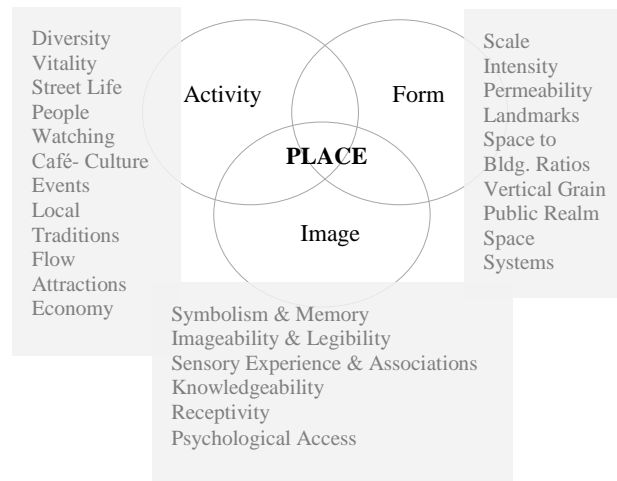 Diversity
Vitality
Street Life
People
Watching
Café- Culture
Events
Local
Traditions
Flow
Attractions
Economy
Activity
Form
PLACE
Image
Scale
Intensity
Permeability
Landmarks
Space to
Bldg. Ratios
Vertical Grain
Public Realm
Space
Systems
Symbolism & Memory
Imageability & Legibility
Sensory Experience & Associations
Knowledgeability
Receptivity
Psychological Access